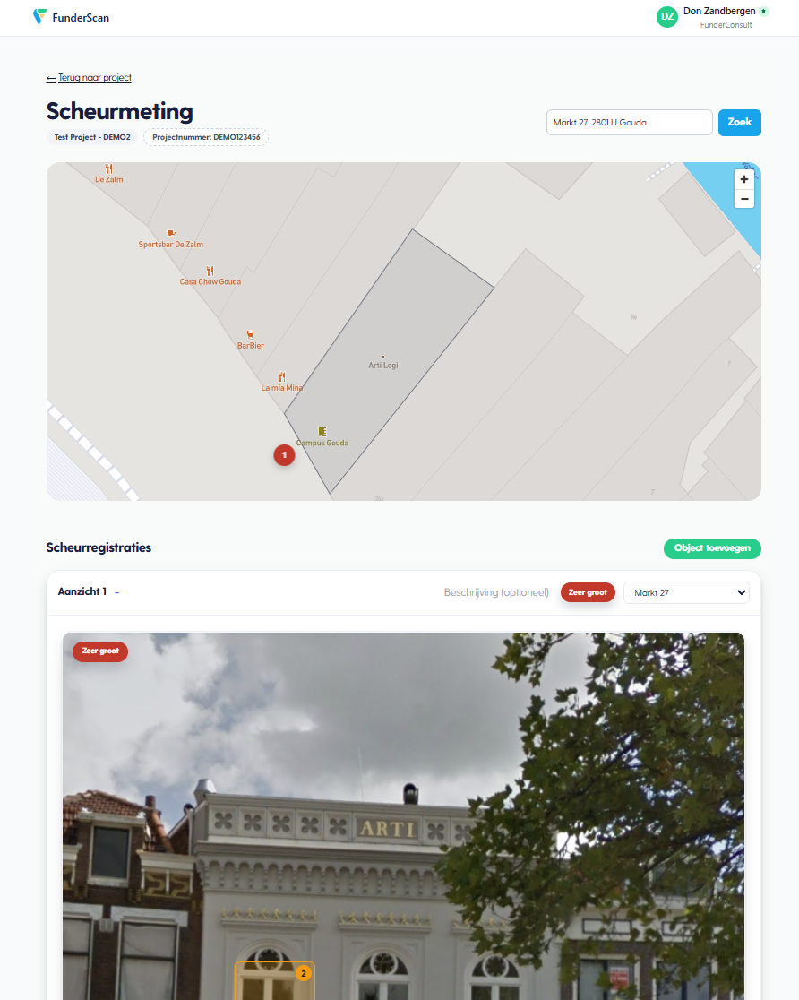 FunderScan
DZ
Don Zandbergen
FunderConsult
← Terug naar project
Scheurmeting
Test Project - DEMO2
Projectnummer: DEMO123456
Markt 27, 2801JJ Gouda
Zoek
De Zalm
+
−
Sportsbar De Zalm
Casa Chow Gouda
BarBier
Arti Legi
La mia Mina
Campus Gouda
1
Scheurregistraties
Object toevoegen
Aanzicht 1 -
Beschrijving (optioneel)
Zeer groot
Markt 27
Zeer groot
ARTI
2